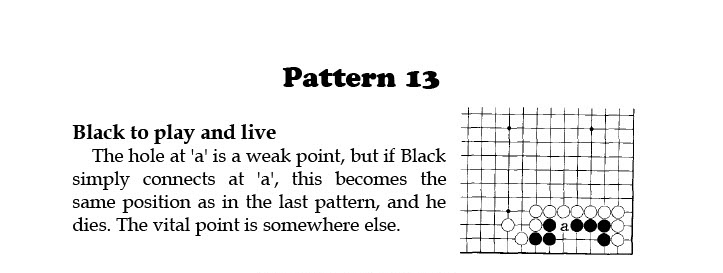 Pattern 13
Black to play and live
The hole at 'a' is a weak point, but if Black
simply connects at 'a', this becomes the
same position as in the last pattern, and he
dies. The vital point is somewhere else.
a